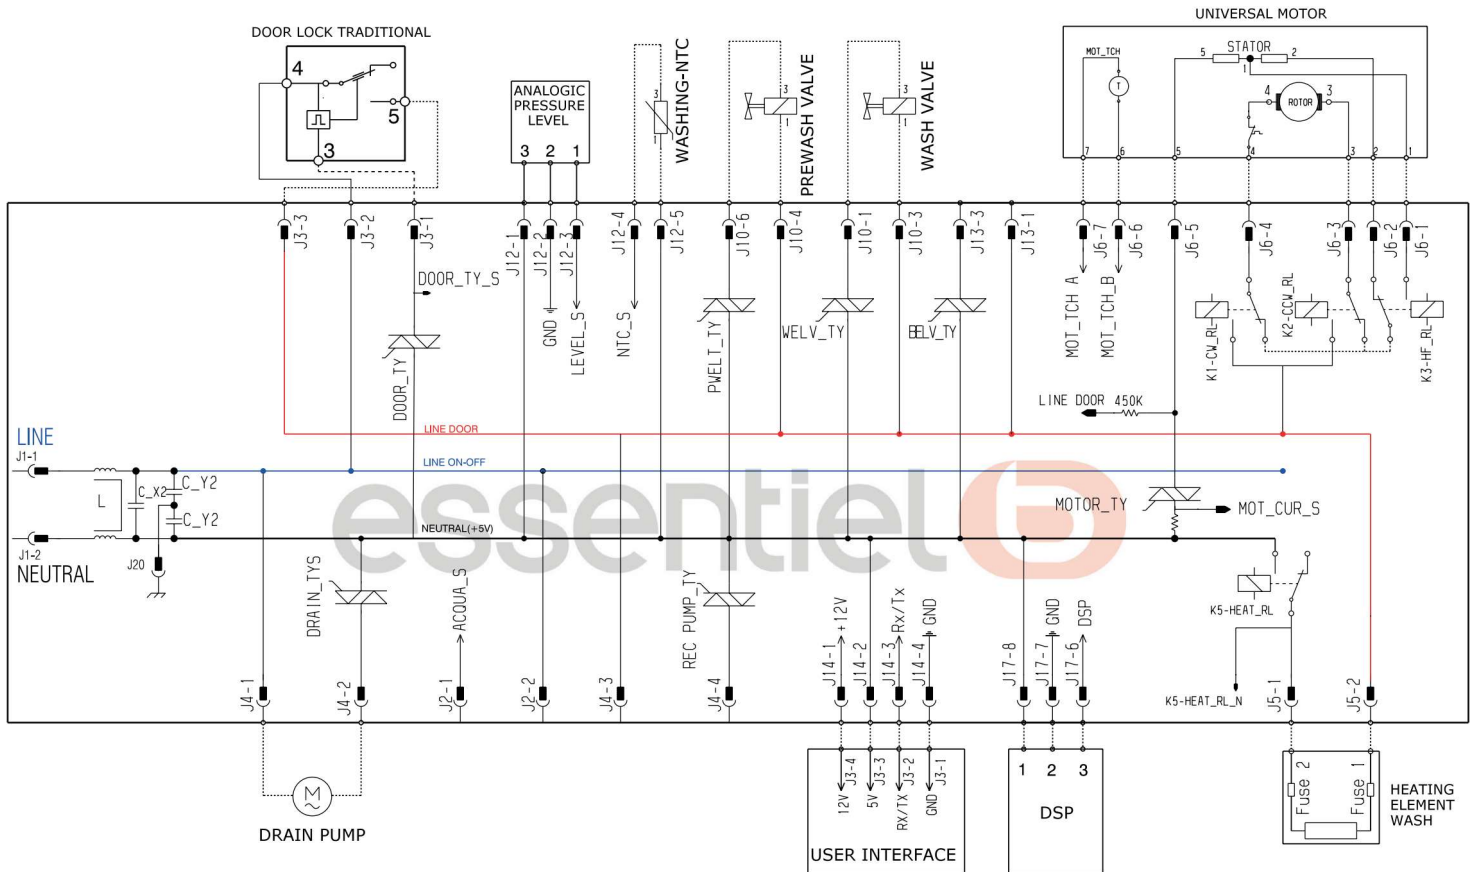 UNIVERSAL MOTOR
DOOR LOCK TRADITIONAL
4
5
3
ANALOGIC
PRESSURE
LEVEL
3 2 1
3
1
WASHING-NTC
3
1
PREWASH VALVE
3
1
WASH VALVE
MOT_TCH
T
5
STATOR
2
1
4
ROTOR
3
7 6 5 4 3 2 1
J3-3
J3-2
J3-1
J12-1
J12-2
J12-3
J12-4
J12-5
J10-6
J10-4
J10-1
J10-3
J13-3
J13-1
J6-7
J6-6
J6-5
J6-4
J6-3
J6-2
J6-1
DOOR_TY_S
DOOR_TY
GND
LEVEL_S
NTC_S
PWELT_TY
WELV_TY
MOT_TCH A
MOT_TCH_B
K1-CW_RL
K2-CCW_RL
K3-HF_RL
LINE DOOR 450K
LINE DOOR
LINE
J1-1
LINE ON-OFF
L
C_X2
C_Y2
C_Y2
essentiel b
MOTOR_TY
MOT_CUR_S
NEUTRAL(+5V)
J1-2
NEUTRAL
J20
DRAIN_TYS
ACQUA_S
REC PUMP_TY
+12V
Rx/Tx
GND
GND
DSP
K5-HEAT_RL
K5-HEAT_RL_N
J4-1
J4-2
J2-1
J2-2
J4-3
J4-4
J14-1
J14-2
J14-3
J14-4
J17-8
J17-7
J17-6
J5-1
J5-2
M
DRAIN PUMP
12V
J3-4
5V
J3-3
RX/TX
J3-2
GND
J3-1
USER INTERFACE
1 2 3
DSP
Fuse 2
Fuse 1
HEATING
ELEMENT
WASH